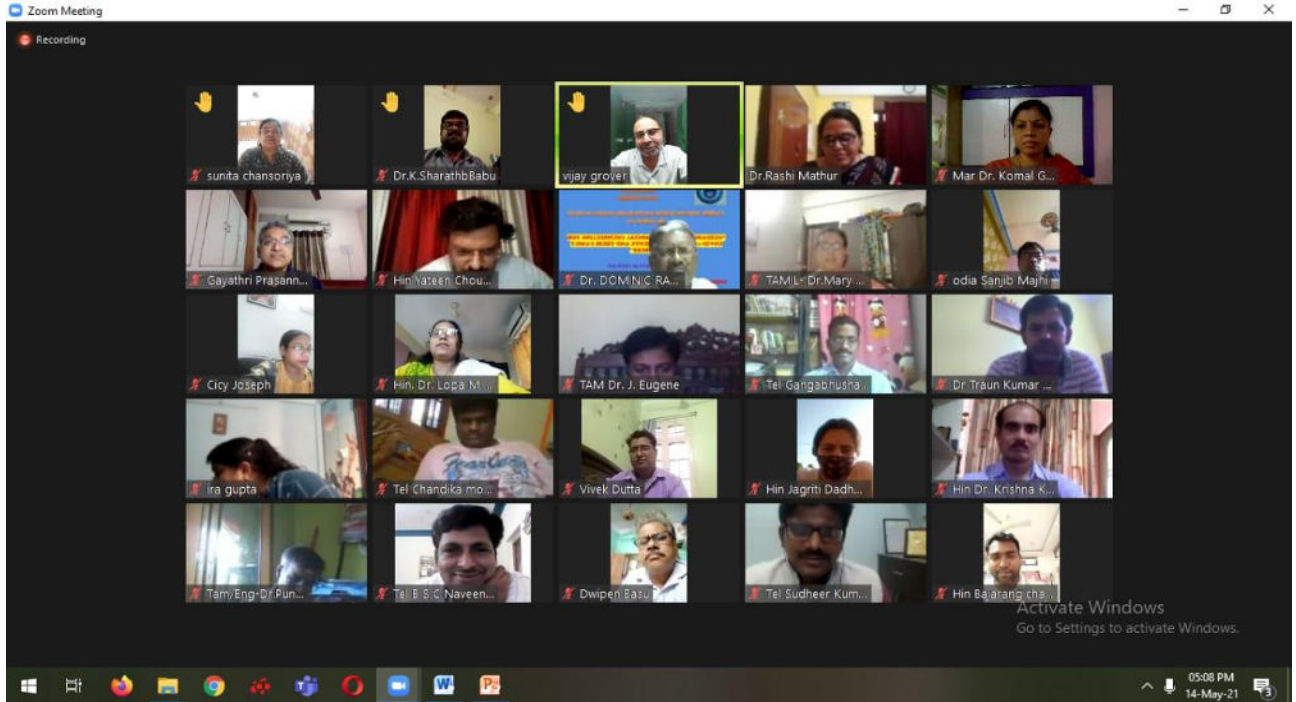 Zoom Meeting
Recording
sunita chansoriya
Dr.K.SharathbBabu
vijay grover
Dr.Rashi Mathur
Mar Dr. Komal G...
Gayathri Prasann...
Hin Yateen Chou...
Dr. DOMINIC RA...
TAMIL- Dr.Mary ...
odia Sanjib Majhi
Cicy Joseph
Hin. Dr. Lopa M ...
TAM Dr. J. Eugene
Tel Gangabhusha...
Dr Traun Kumar ...
ira gupta
Tel Chandika mo...
Vivek Dutta
Hin Jagriti Dadh...
Hin Dr. Krishna K...
Tam/Eng-Dr.Pun...
Tel B S C Naveen...
Dwipen Basu
Tel Sudheer Kum...
Hin Bajarang cha...
Activate Windows
Go to Settings to activate Windows.
05:08 PM
14-May-21
3